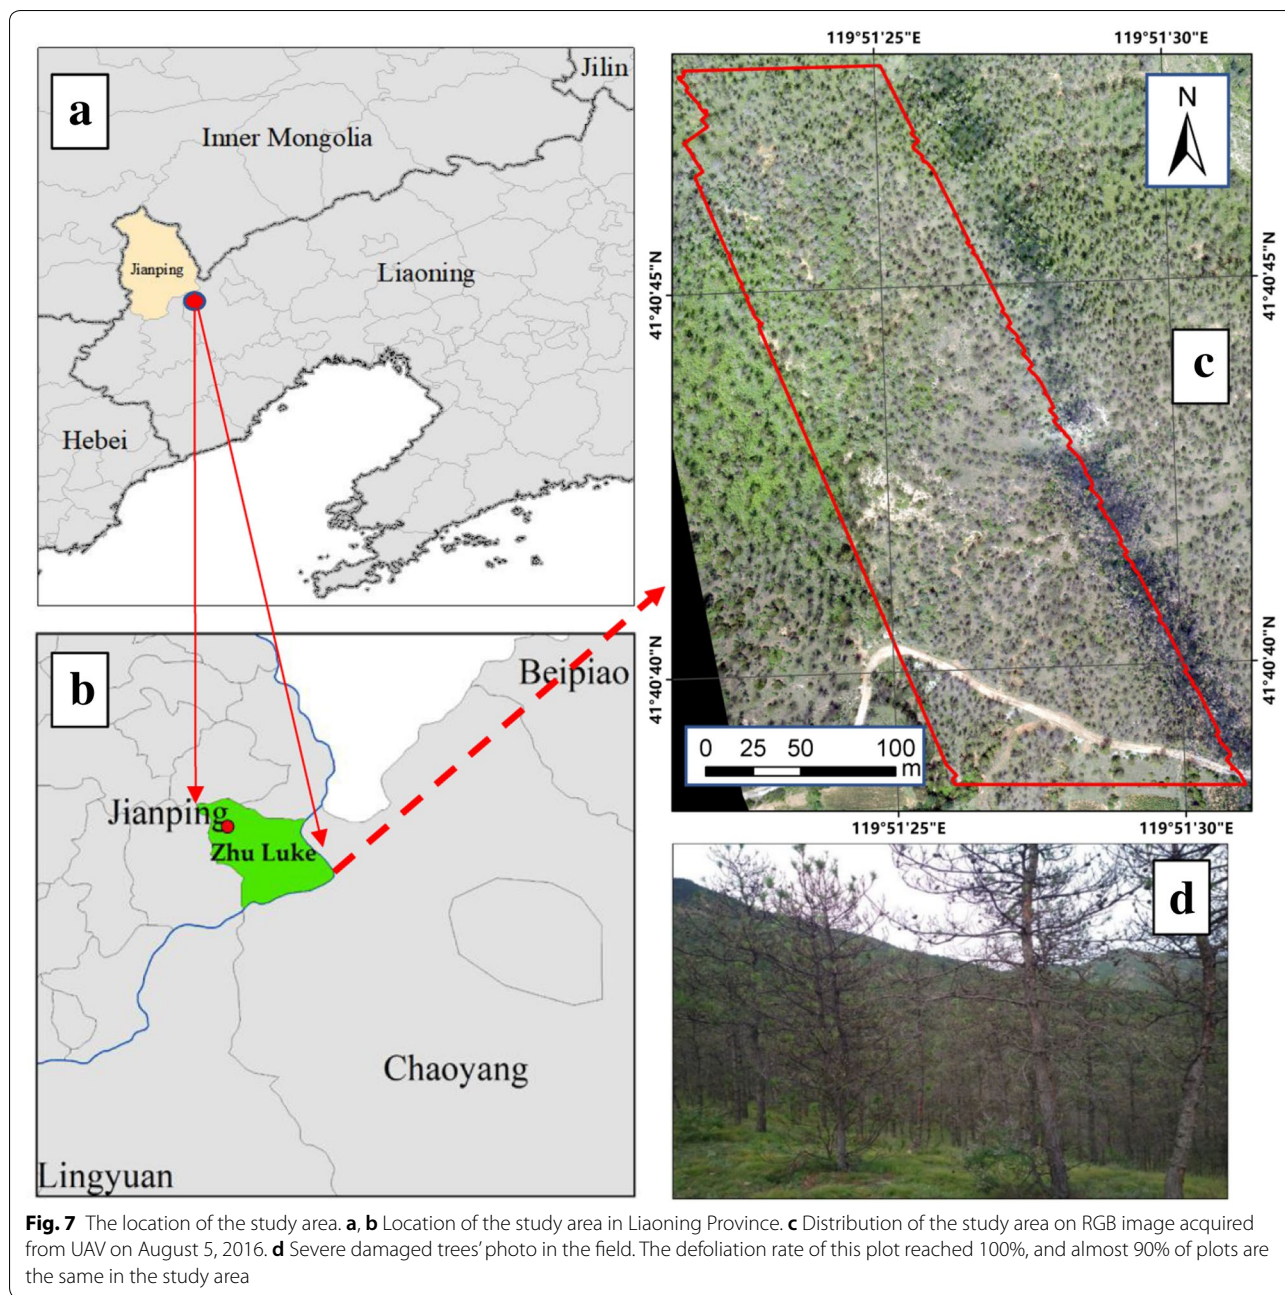 a
Jilin
Inner Mongolia
Jianping
Liaoning
Hebei
b
Beipiao
Jianping
Zhu Luke
Chaoyang
Lingyuan
119°51'25"E
119°51'30"E
N
41°40'45"N
41°40'45"N
c
41°40'40"N
41°40'40"N
0 25 50 100
m
119°51'25"E
119°51'30"E
d
Fig. 7 The location of the study area. a, b Location of the study area in Liaoning Province. c Distribution of the study area on RGB image acquired
from UAV on August 5, 2016. d Severe damaged trees' photo in the field. The defoliation rate of this plot reached 100%, and almost 90% of plots are
the same in the study area